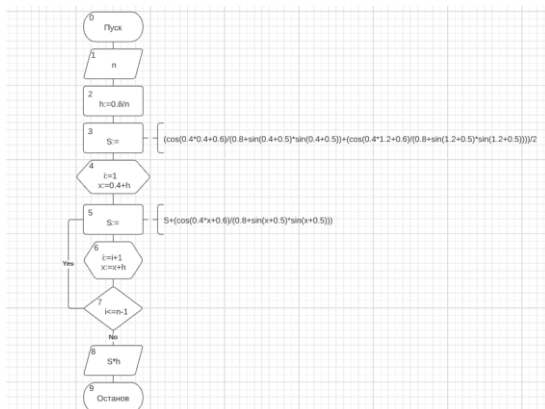 0
Пуск
1
n
2
h:=0.8/n
3
S:=
(cos(0.4*0.4+0.6)/(0.8+sin(0.4+0.5)*sin(0.4+0.5))+(cos(0.4*1.2+0.6)/(0.8+sin(1.2+0.5)*sin(1.2+0.5))))/2
4
i:=1
x:=0.4+h
5
S:=
S+(cos(0.4*x+0.6)/(0.8+sin(x+0.5)*sin(x+0.5)))
6
i:=i+1
x:=x+h
Yes
7
i<=n-1
No
8
S*h
9
Останов